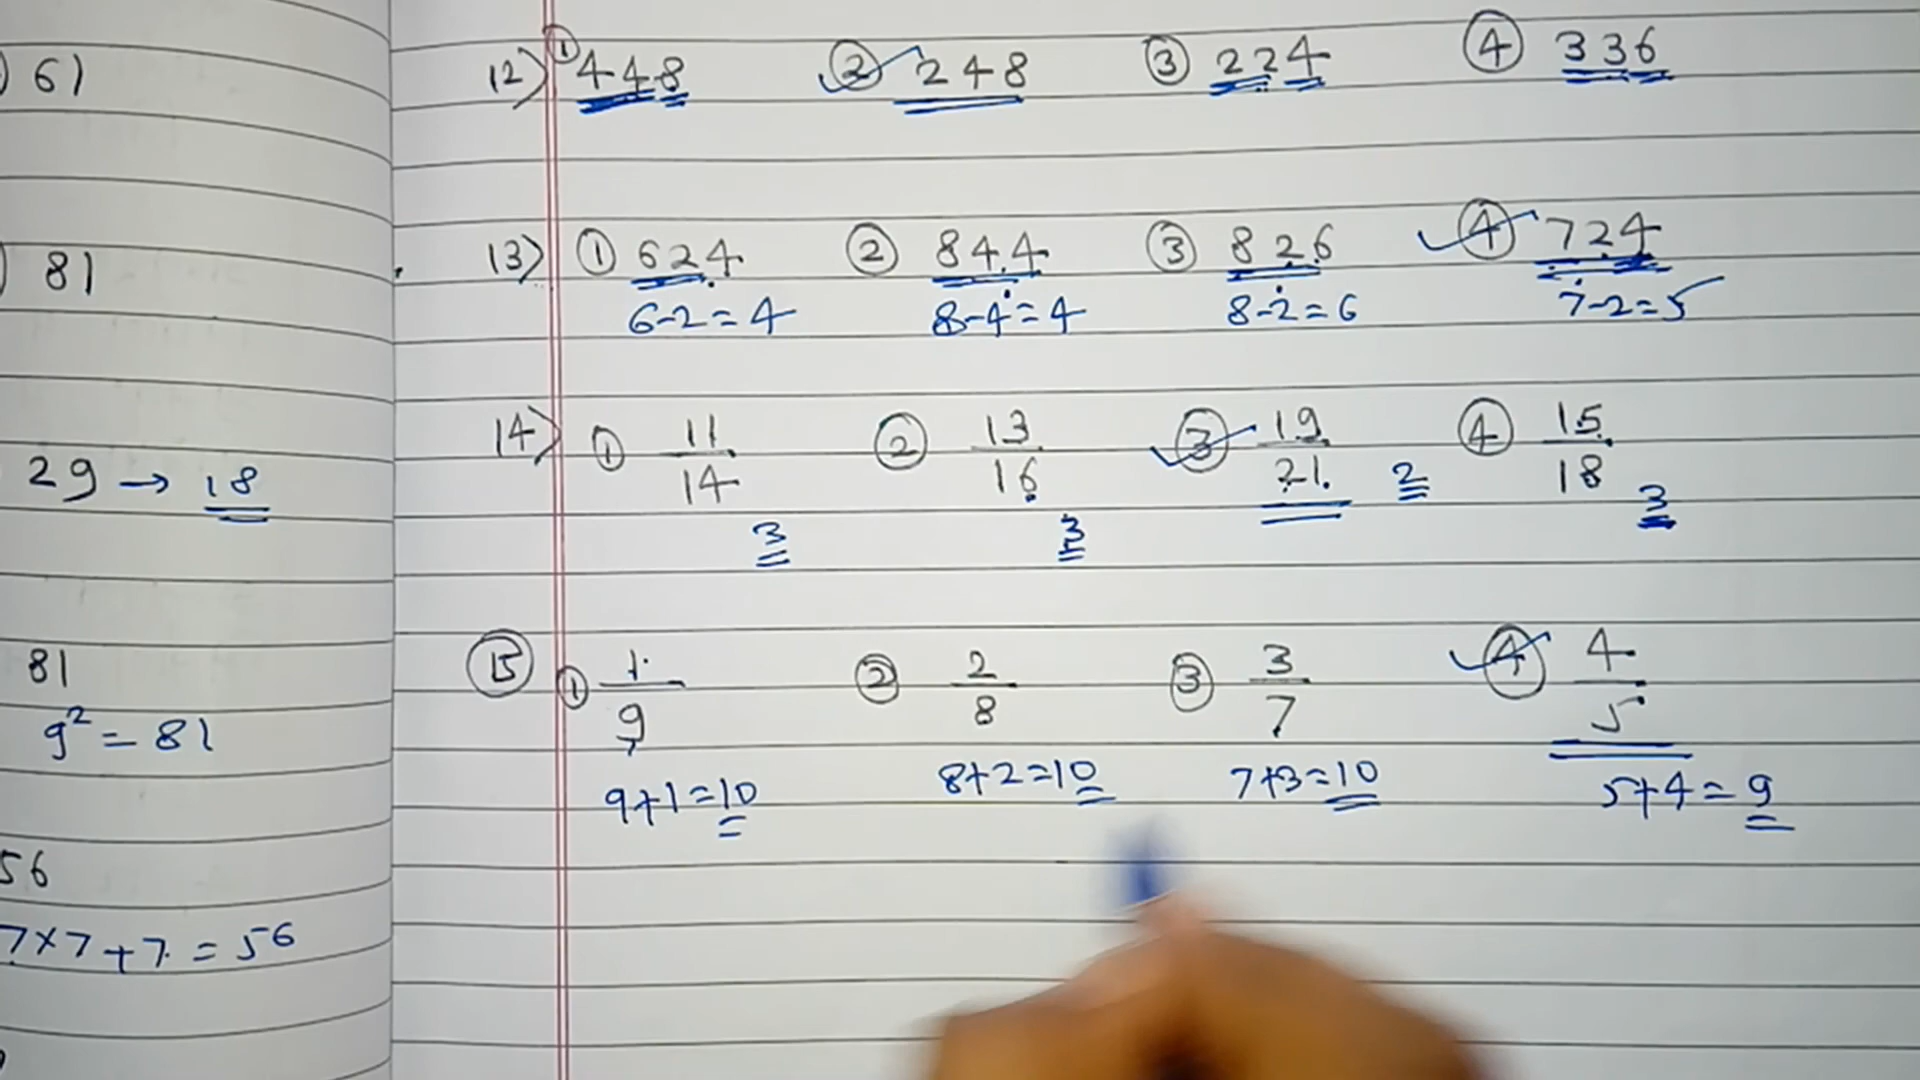 61
81
29 → 18
81
9² = 81
56
7×7+7 = 56
12) ① 448 ② 248 ③ 224 ④ 336
13) ① 624 ② 844 ③ 826 ④ 724
6-2=4 8-4=4 8-2=6 7-2=5
14) ① 11/14 ② 13/16 ③ 19/21 ④ 15/18
3 3 2 3
15 ① 1/9 ② 2/8 ③ 3/7 ④ 4/5
9+1=10 8+2=10 7+3=10 5+4=9